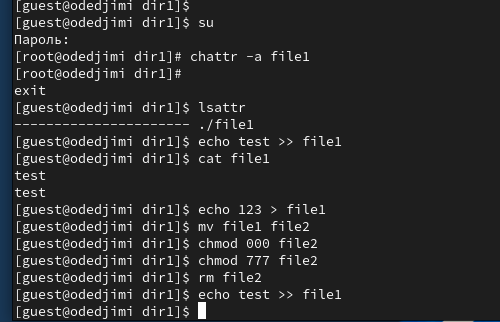 [guest@odedjimi dir1]$
[guest@odedjimi dir1]$ su
Пароль:
[root@odedjimi dir1]# chattr -a file1
[root@odedjimi dir1]#
exit
[guest@odedjimi dir1]$ lsattr
---------------------- ./file1
[guest@odedjimi dir1]$ echo test >> file1
[guest@odedjimi dir1]$ cat file1
test
test
[guest@odedjimi dir1]$ echo 123 > file1
[guest@odedjimi dir1]$ mv file1 file2
[guest@odedjimi dir1]$ chmod 000 file2
[guest@odedjimi dir1]$ chmod 777 file2
[guest@odedjimi dir1]$ rm file2
[guest@odedjimi dir1]$ echo test >> file1
[guest@odedjimi dir1]$